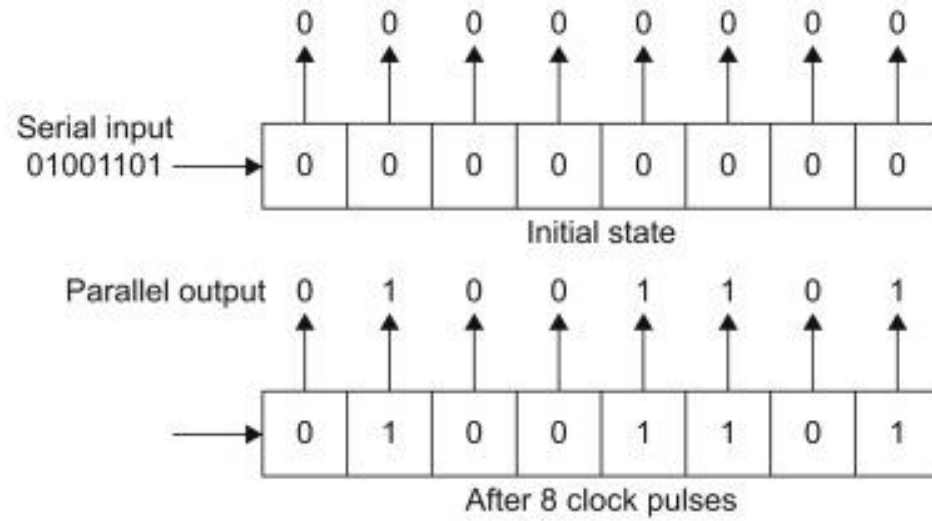 0 0 0 0 0 0 0 0
Serial input
01001101
0 0 0 0 0 0 0 0
Initial state
Parallel output 0 1 0 0 1 1 0 1
0 1 0 0 1 1 0 1
After 8 clock pulses